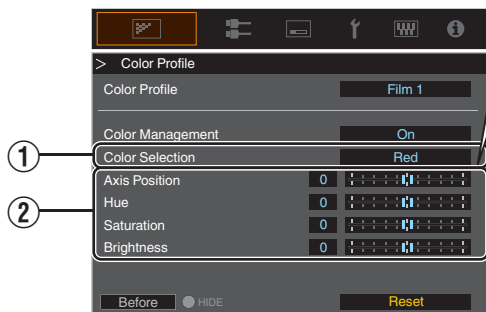 > Color Profile
Color Profile Film 1
Color Management On
① Color Selection Red
② Axis Position 0
Hue 0
Saturation 0
Brightness 0
Before HIDE Reset